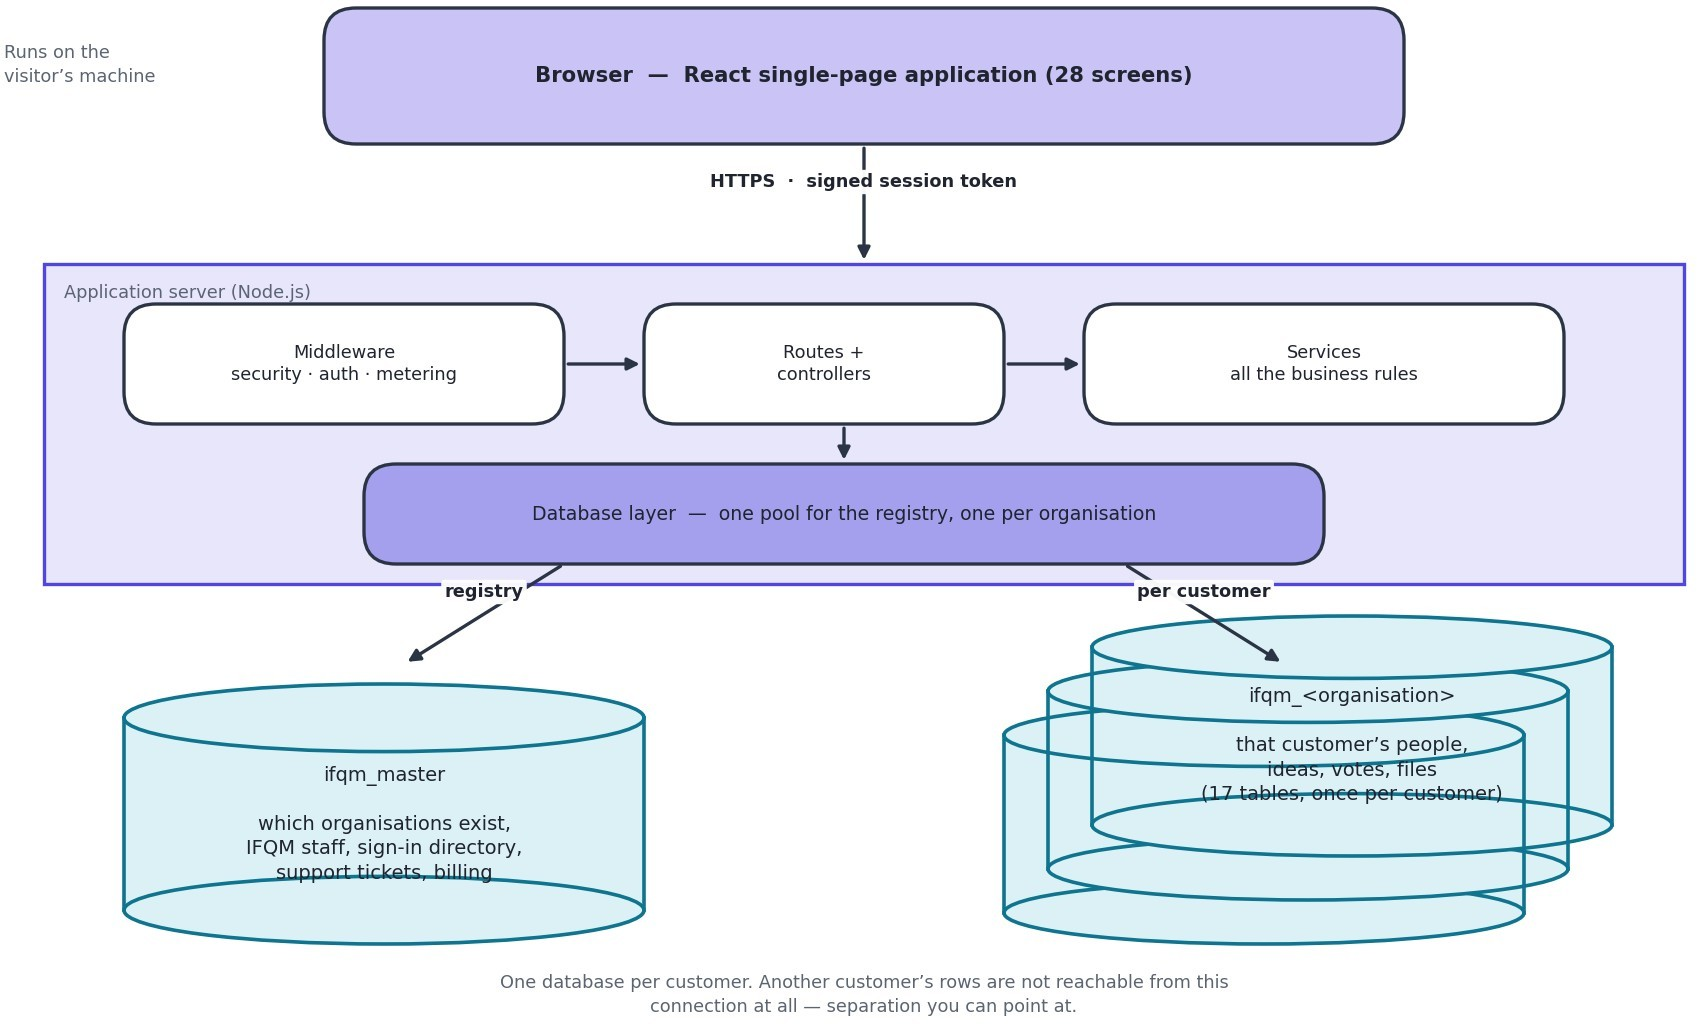 Runs on the
visitor’s machine
Browser — React single-page application (28 screens)
HTTPS · signed session token
Application server (Node.js)
Middleware
security · auth · metering
Routes +
controllers
Services
all the business rules
Database layer — one pool for the registry, one per organisation
registry
per customer
ifqm_master
which organisations exist,
IFQM staff, sign-in directory,
support tickets, billing
ifqm_<organisation>
that customer’s people,
ideas, votes, files
(17 tables, once per customer)
One database per customer. Another customer’s rows are not reachable from this
connection at all — separation you can point at.